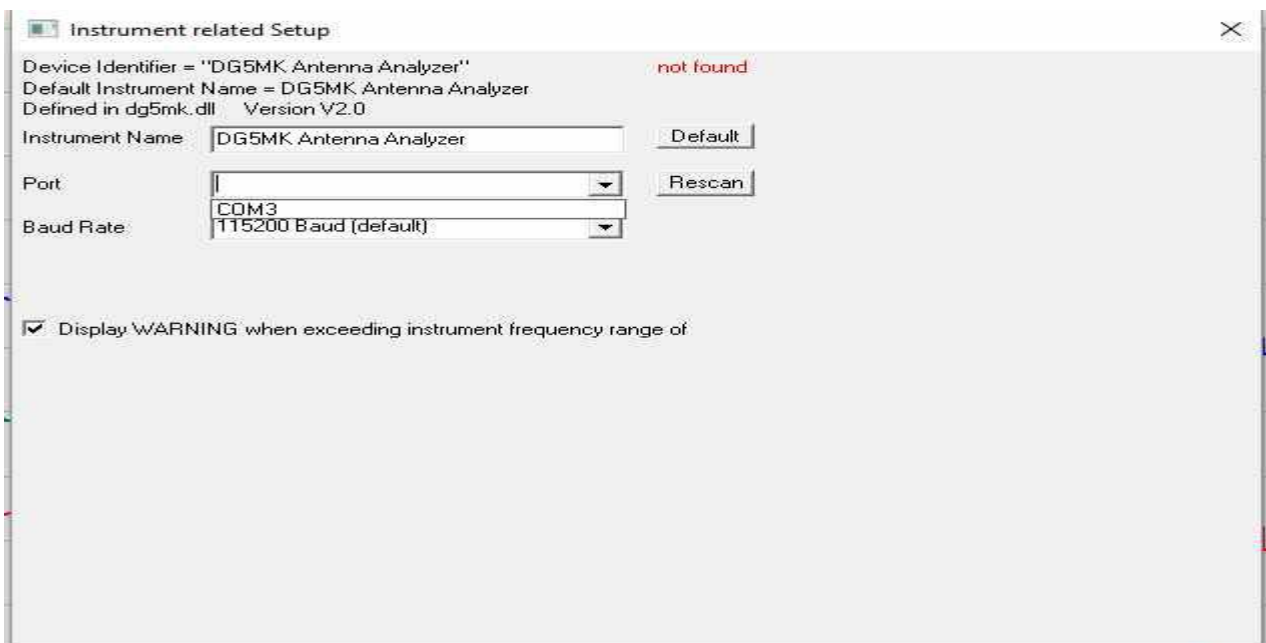 Instrument related Setup
Device Identifier = "DG5MK Antenna Analyzer" not found
Default Instrument Name = DG5MK Antenna Analyzer
Defined in dg5mk.dll Version V2.0
Instrument Name DG5MK Antenna Analyzer Default
Port Rescan
COM3
Baud Rate 115200 Baud (default)
Display WARNING when exceeding instrument frequency range of